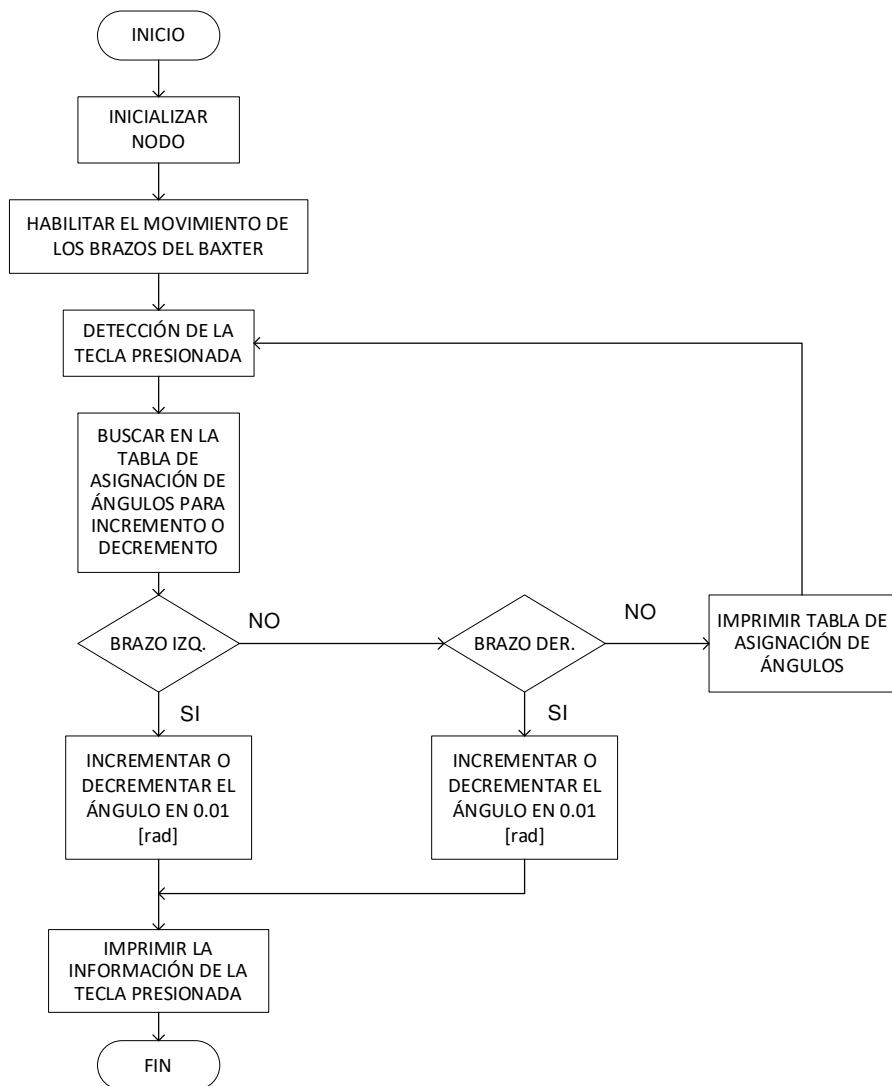 INICIO
INICIALIZAR
NODO
HABILITAR EL MOVIMIENTO DE
LOS BRAZOS DEL BAXTER
DETECCIÓN DE LA
TECLA PRESIONADA
BUSCAR EN LA
TABLA DE
ASIGNACIÓN DE
ÁNGULOS PARA
INCREMENTO O
DECREMENTO
BRAZO IZQ.
NO
BRAZO DER.
NO
IMPRIMIR TABLA DE
ASIGNACIÓN DE
ÁNGULOS
SI
SI
INCREMENTAR O
DECREMENTAR EL
ÁNGULO EN 0.01
[rad]
INCREMENTAR O
DECREMENTAR EL
ÁNGULO EN 0.01
[rad]
IMPRIMIR LA
INFORMACIÓN DE LA
TECLA PRESIONADA
FIN